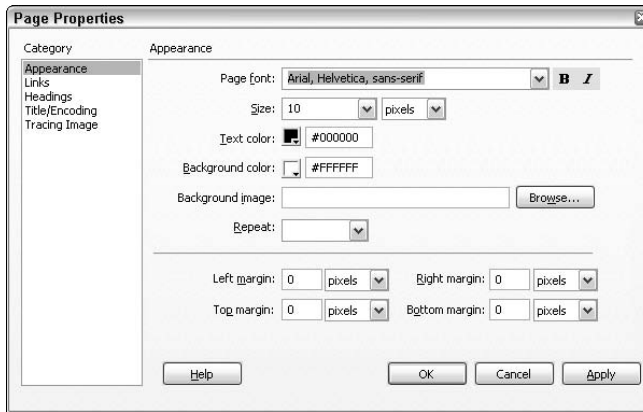 Page Properties
Category
Appearance
Links
Headings
Title/Encoding
Tracing Image
Appearance
Page font: Arial, Helvetica, sans-serif B I
Size: 10 pixels
Text color: #000000
Background color: #FFFFFF
Background image: Browse...
Repeat:
Left margin: 0 pixels Right margin: 0 pixels
Top margin: 0 pixels Bottom margin: 0 pixels
Help OK Cancel Apply